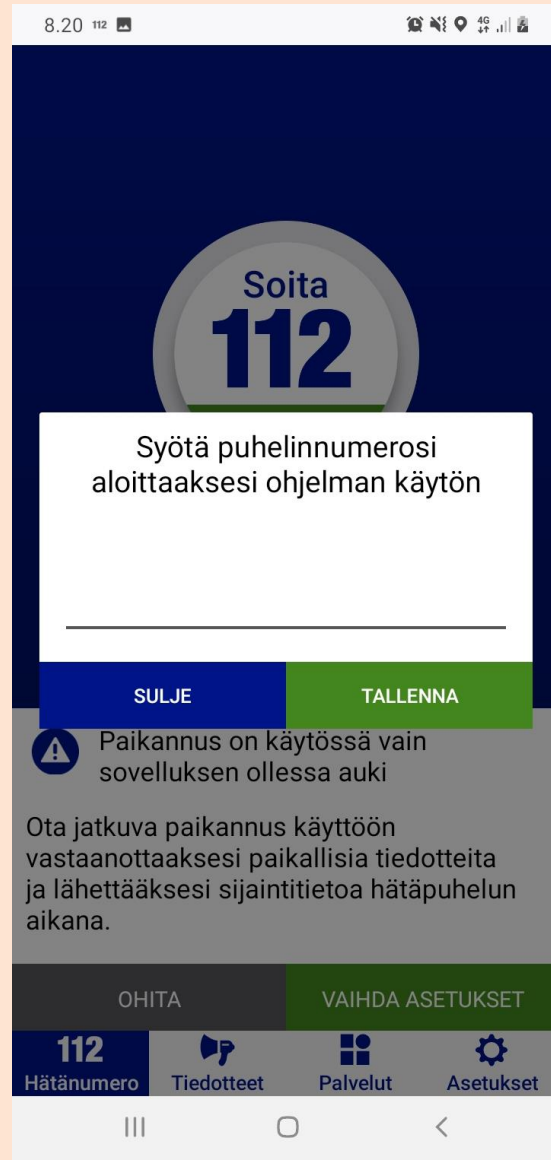 8.20 112
4G
Soita
112
Syötä puhelinnumerosi
aloittaaksesi ohjelman käytön
SULJE
TALLENNA
Paikannus on käytössä vain
sovelluksen ollessa auki
Ota jatkuva paikannus käyttöön
vastaanottaaksesi paikallisia tiedotteita
ja lähettääksesi sijaintitietoa hätäpuhelun
aikana.
OHITA
VAIHDA ASETUKSET
112
Hätänumero
Tiedotteet
Palvelut
Asetukset